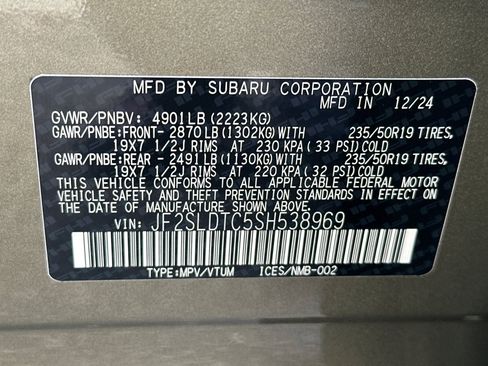 MFD BY SUBARU CORPORATION
GVWR/PNBV: 4901LB(2223KG) MFD IN 12/24
GAWR/PNBE:FRONT- 2870LB(1302KG)WITH 235/50R19 TIRES,
19X7 1/2J RIMS AT 230 KPA(33 PSI)COLD
GAWR/PNBE:REAR - 2491LB(1130KG)WITH 235/50R19 TIRES,
19X7 1/2J RIMS AT 220 KPA(32 PSI)COLD
THIS VEHICLE CONFORMS TO ALL APPLICABLE FEDERAL MOTOR
VEHICLE SAFETY AND THEFT PREVENTION STANDARDS IN EFFECT
ON THE DATE OF MANUFACTURE SHOWN ABOVE.
VIN: JF2SLDTC5SH538969
TYPE:MPV/VTUM ICES/NMB-002